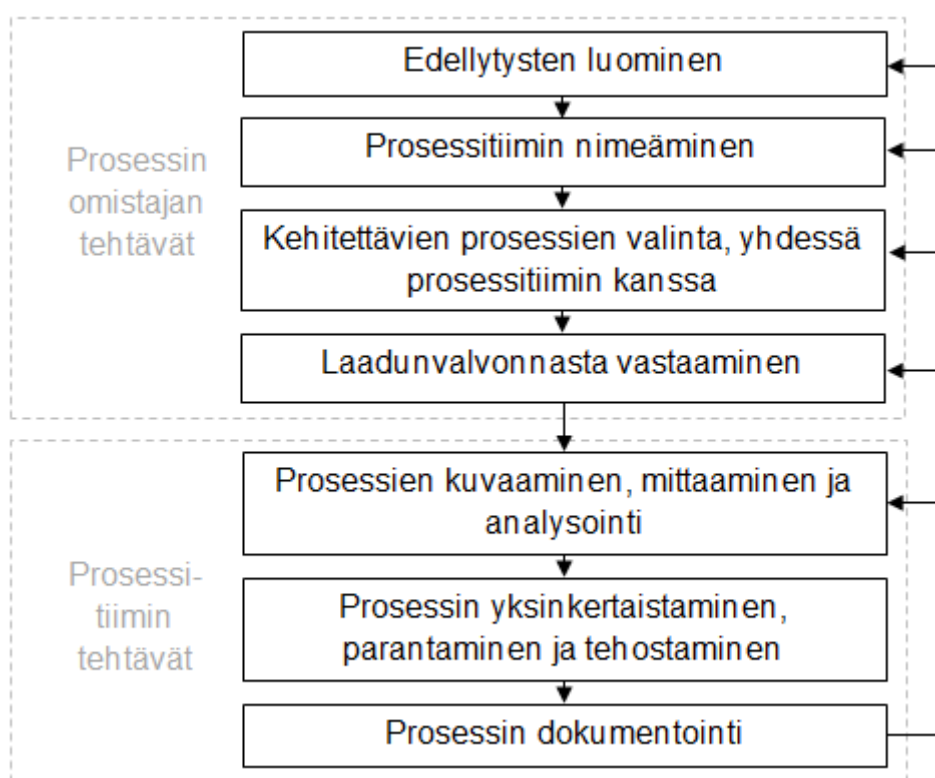 Edellytysten luominen
Prosessitiimin nimeäminen
Prosessin
omistajan
tehtävät
Kehitettävien prosessien valinta, yhdessä
prosessitiimin kanssa
Laadunvalvonnasta vastaaminen
Prosessien kuvaaminen, mittaaminen ja
analysointi
Prosessi-
tiimin
tehtävät
Prosessin yksinkertaistaminen,
parantaminen ja tehostaminen
Prosessin dokumentointi